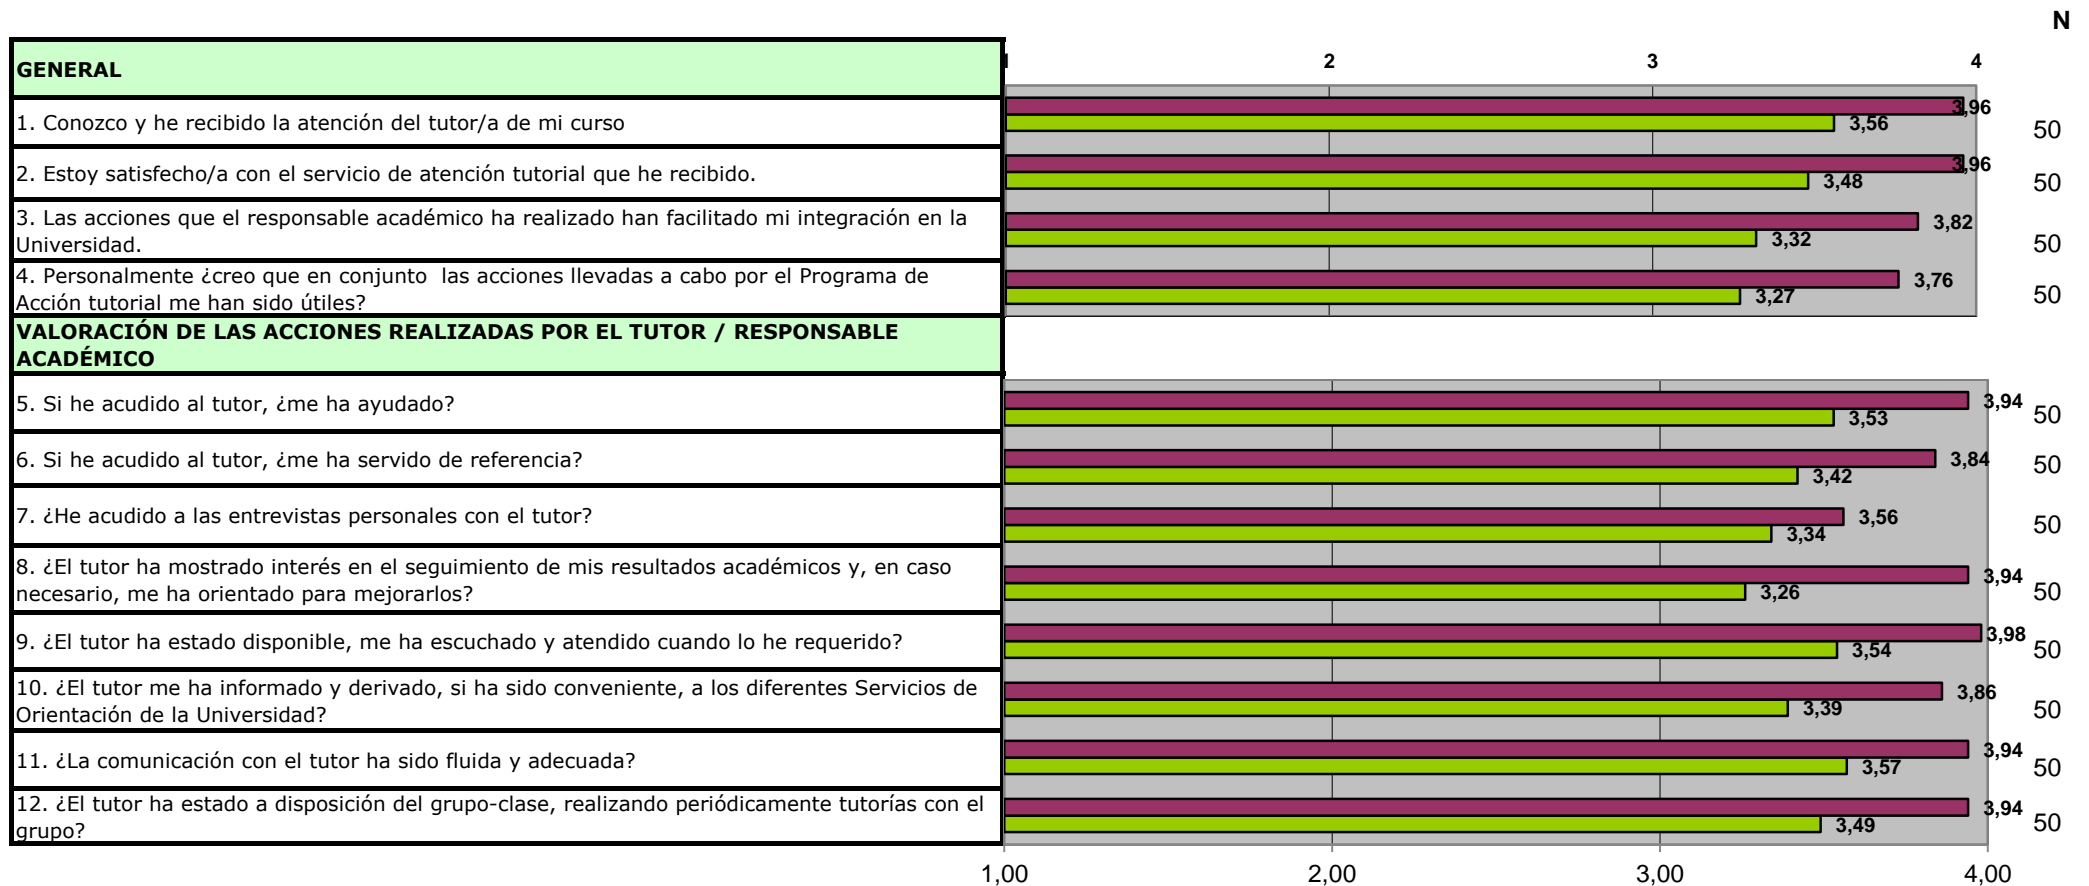 N
GENERAL
1 2 3 4
1. Conozco y he recibido la atención del tutor/a de mi curso
3,96
3,56
50
2. Estoy satisfecho/a con el servicio de atención tutorial que he recibido.
3,96
3,48
50
3. Las acciones que el responsable académico ha realizado han facilitado mi integración en la
Universidad.
3,82
3,32
50
4. Personalmente ¿creo que en conjunto  las acciones llevadas a cabo por el Programa de
Acción tutorial me han sido útiles?
3,76
3,27
50
VALORACIÓN DE LAS ACCIONES REALIZADAS POR EL TUTOR / RESPONSABLE
ACADÉMICO
5. Si he acudido al tutor, ¿me ha ayudado?
3,94
3,53
50
6. Si he acudido al tutor, ¿me ha servido de referencia?
3,84
3,42
50
7. ¿He acudido a las entrevistas personales con el tutor?
3,56
3,34
50
8. ¿El tutor ha mostrado interés en el seguimiento de mis resultados académicos y, en caso
necesario, me ha orientado para mejorarlos?
3,94
3,26
50
9. ¿El tutor ha estado disponible, me ha escuchado y atendido cuando lo he requerido?
3,98
3,54
50
10. ¿El tutor me ha informado y derivado, si ha sido conveniente, a los diferentes Servicios de
Orientación de la Universidad?
3,86
3,39
50
11. ¿La comunicación con el tutor ha sido fluida y adecuada?
3,94
3,57
50
12. ¿El tutor ha estado a disposición del grupo-clase, realizando periódicamente tutorías con el
grupo?
3,94
3,49
50
1,00 2,00 3,00 4,00